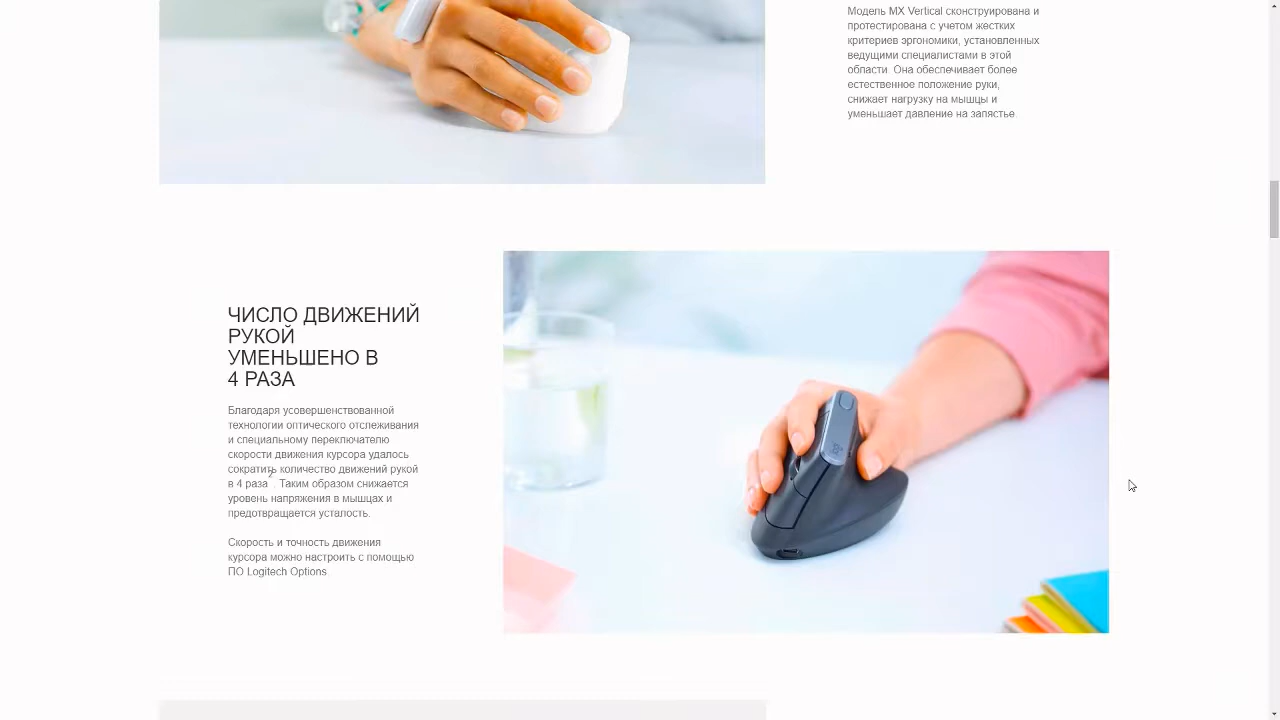 Модель MX Vertical сконструирована и
протестирована с учетом жестких
критериев эргономики, установленных
ведущими специалистами в этой
области. Она обеспечивает более
естественное положение руки,
снижает нагрузку на мышцы и
уменьшает давление на запястье.
ЧИСЛО ДВИЖЕНИЙ
РУКОЙ
УМЕНЬШЕНО В
4 РАЗА
Благодаря усовершенствованной
технологии оптического отслеживания
и специальному переключателю
скорости движения курсора удалось
сократить количество движений рукой
в 4 раза 2. Таким образом снижается
уровень напряжения в мышцах и
предотвращается усталость.
Скорость и точность движения
курсора можно настроить с помощью
ПО Logitech Options.